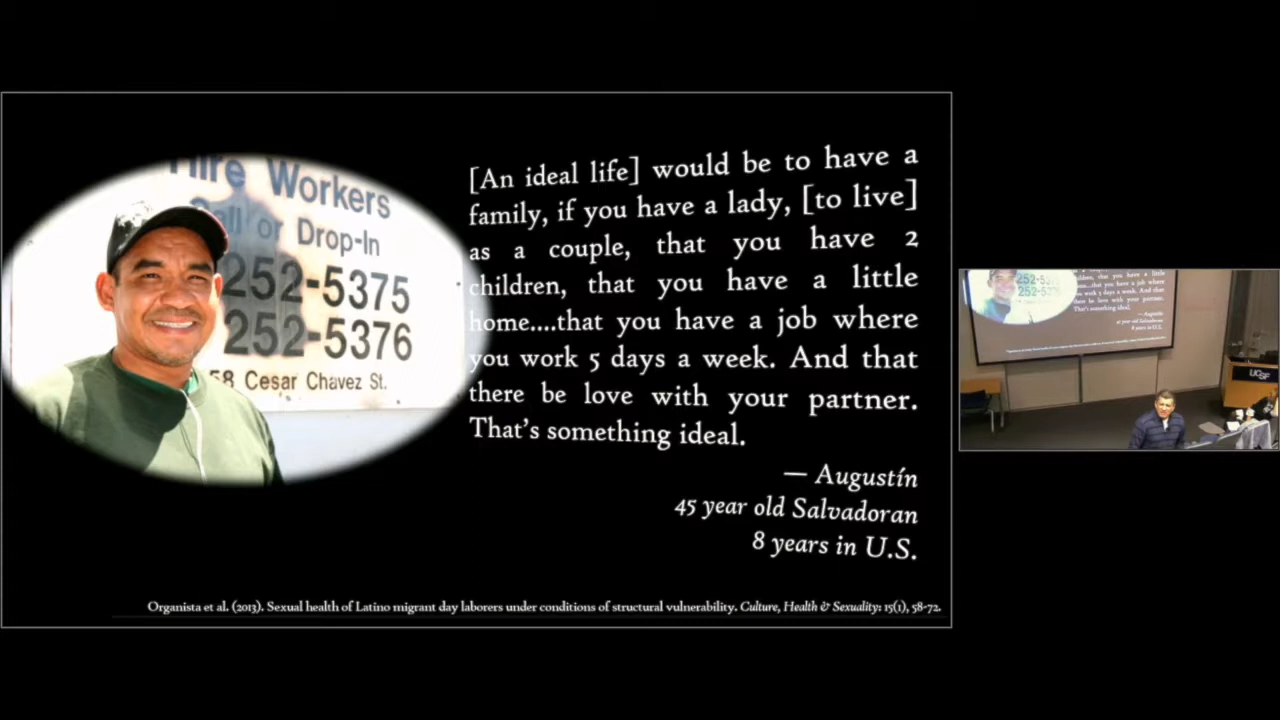 Hire Workers
Call or Drop-In
252-5375
252-5376
58 Cesar Chavez St.
[An ideal life] would be to have a
family, if you have a lady, [to live]
as a couple, that you have 2
children, that you have a little
home....that you have a job where
you work 5 days a week. And that
there be love with your partner.
That's something ideal.
— Augustín
45 year old Salvadoran
8 years in U.S.
Organista et al. (2013). Sexual health of Latino migrant day laborers under conditions of structural vulnerability. Culture, Health & Sexuality: 15(1), 58-72.
UCSF